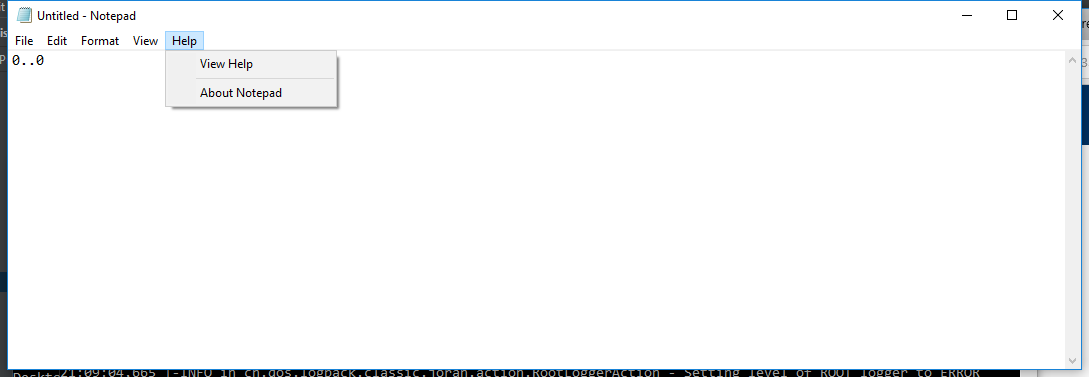 Untitled - Notepad
File Edit Format View Help
0..0
View Help
About Notepad
21:09:04.665 |-INFO in ch.qos.logback.classic.joran.action.RootLoggerAction - Setting level of ROOT logger to ERROR